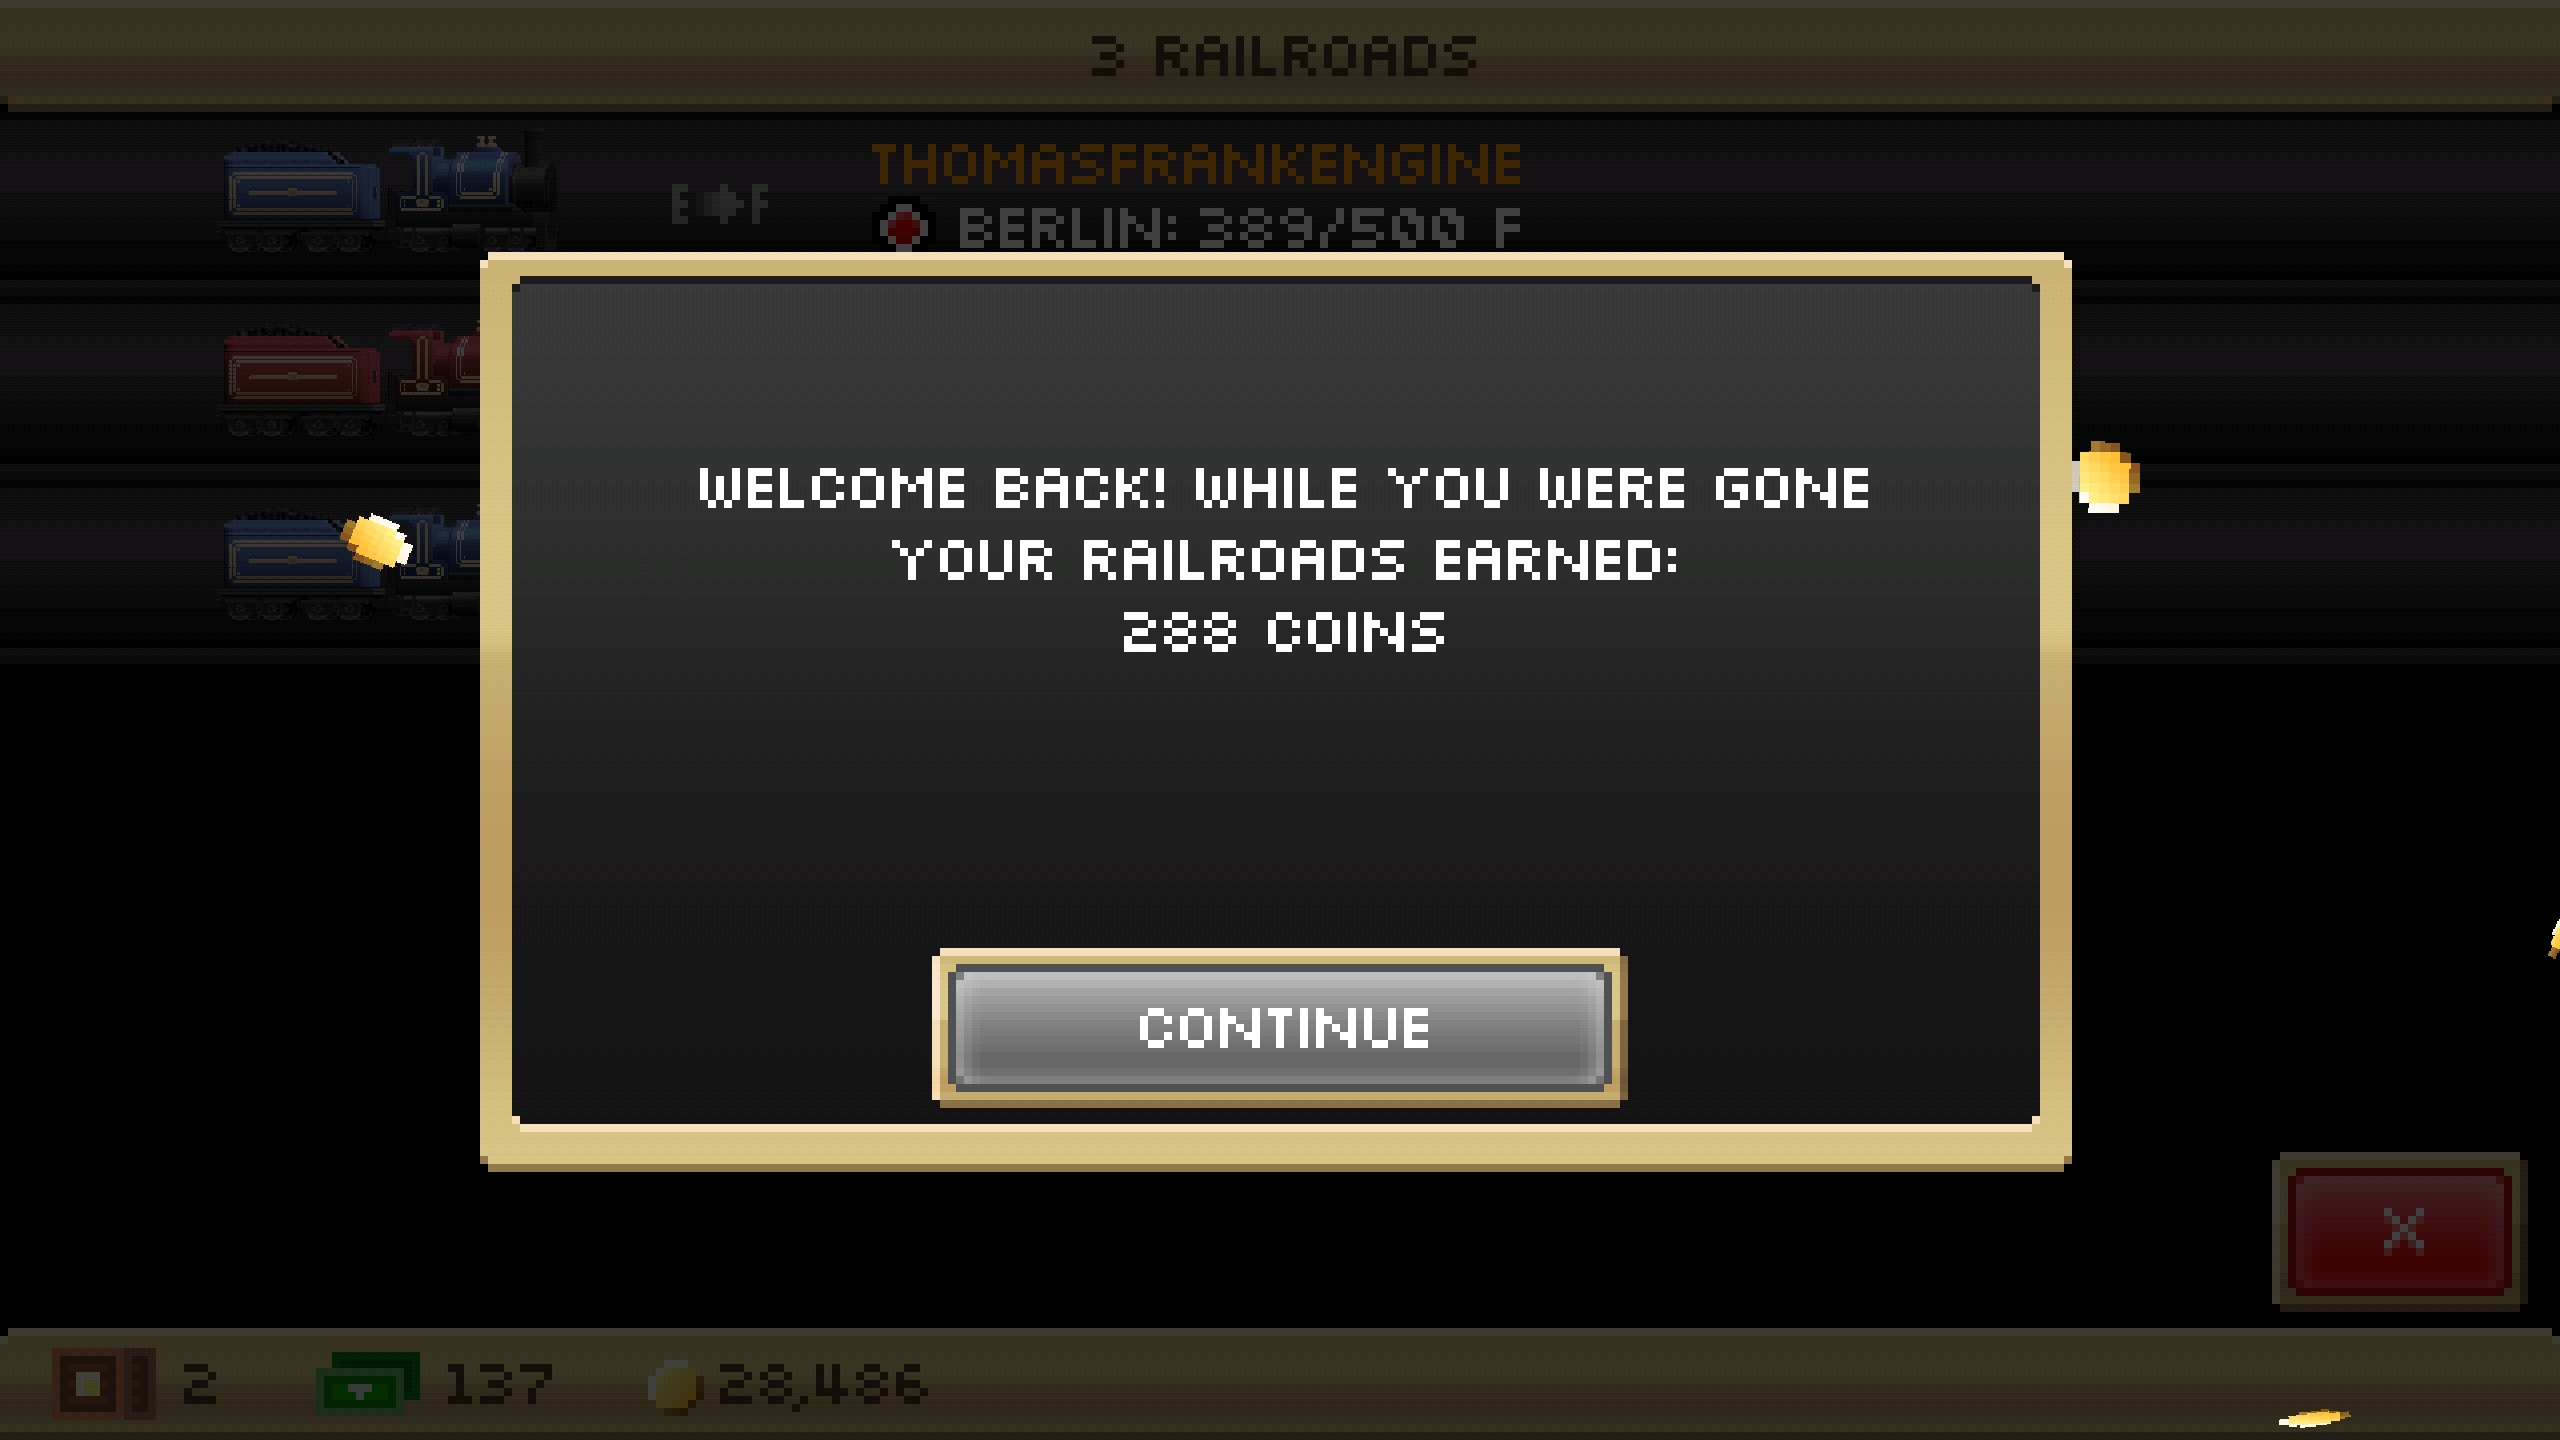 3 RAILROADS
THOMASFRANKENGINE
E F
BERLIN: 389/500 F
WELCOME BACK! WHILE YOU WERE GONE
YOUR RAILROADS EARNED:
288 COINS
CONTINUE
X
2 137 28,486